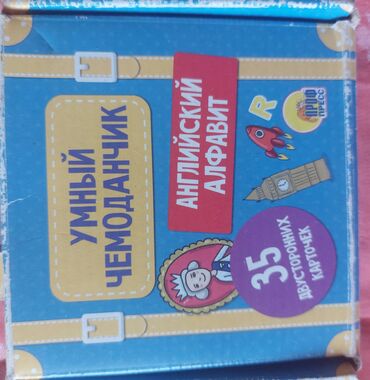 УМНЫЙ
ЧЕМОДАНЧИК
АНГЛИЙСКИЙ
АЛФАВИТ
R
ПРОФ
ПРЕСС
35
ДВУСТОРОННИХ
КАРТОЧЕК